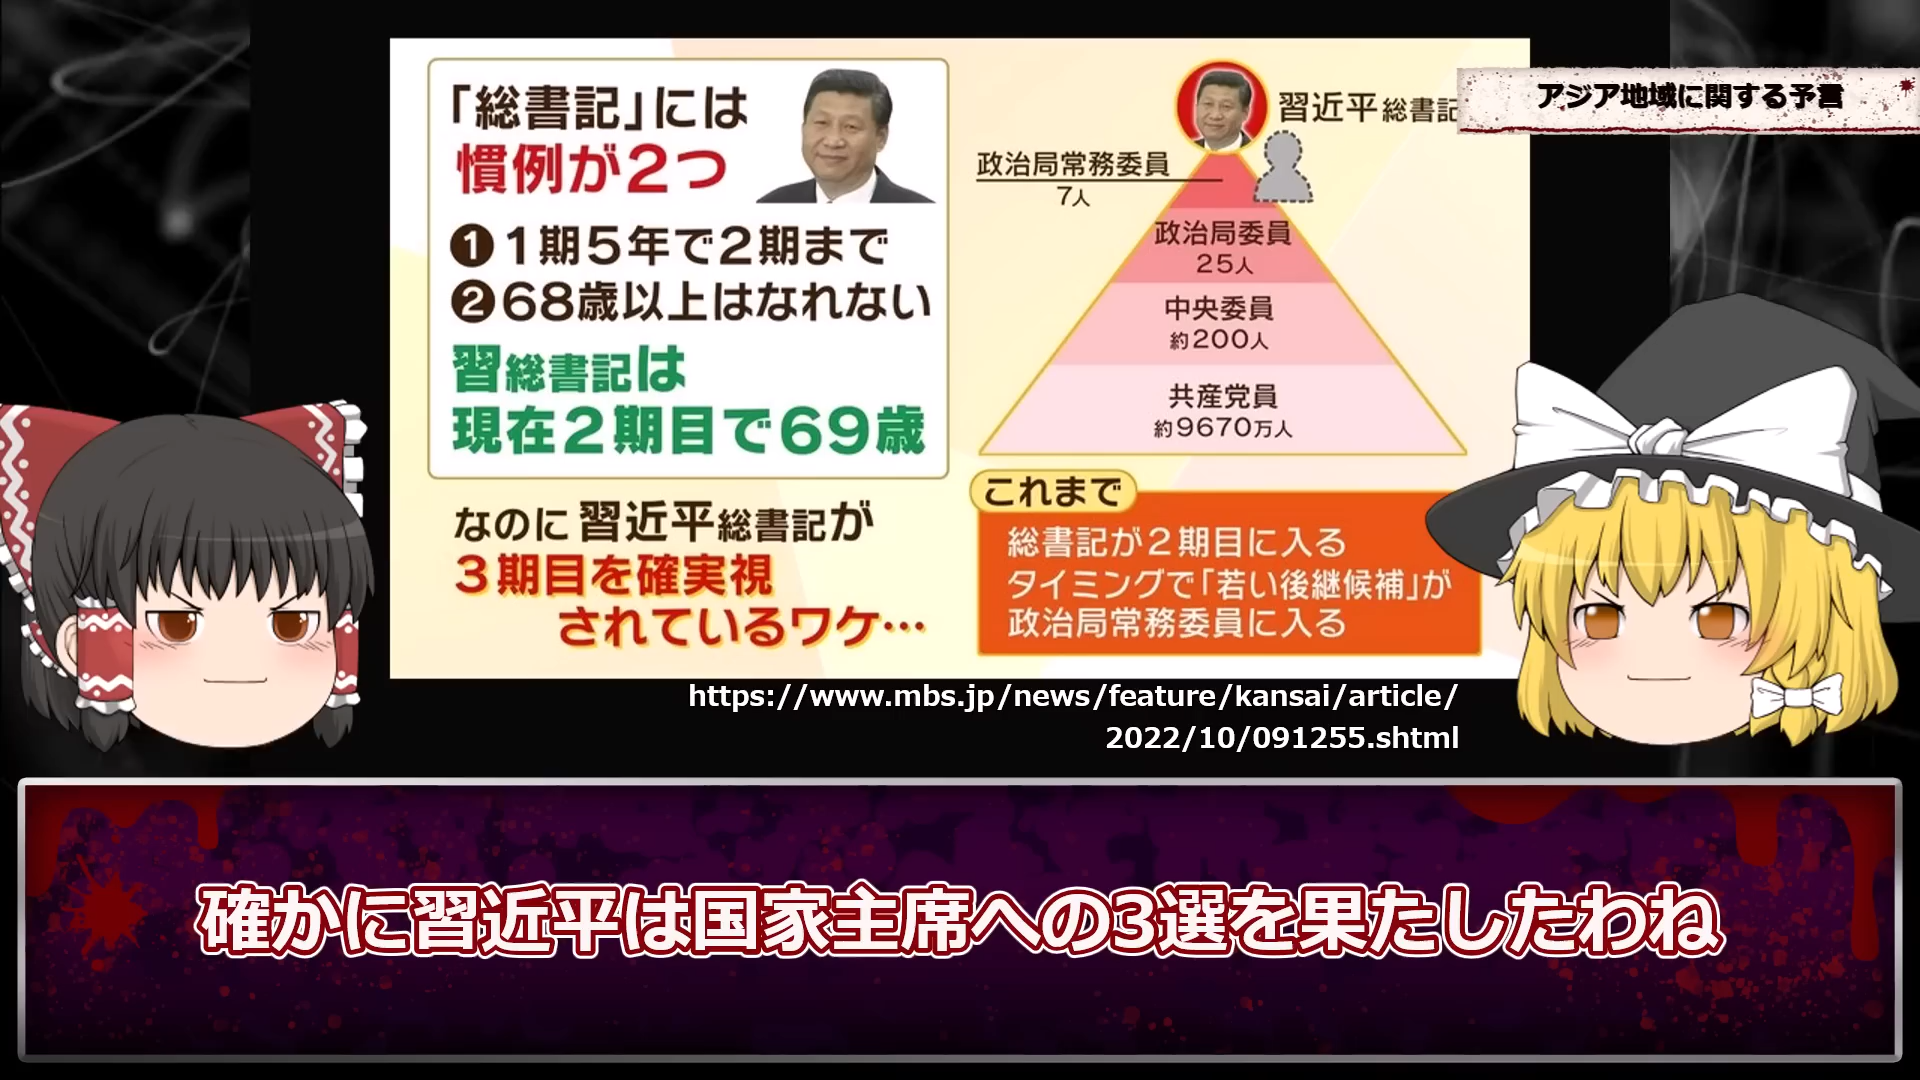 「総書記」には
慣例が2つ
❶1期5年で2期まで
❷68歳以上はなれない
習総書記は
現在2期目で69歳
なのに習近平総書記が
3期目を確実視
されているワケ…
習近平総書記
アジア地域に関する予言
政治局常務委員
7人
政治局委員
25人
中央委員
約200人
共産党員
約9670万人
これまで
総書記が2期目に入る
タイミングで「若い後継候補」が
政治局常務委員に入る
https://www.mbs.jp/news/feature/kansai/article/
2022/10/091255.shtml
確かに習近平は国家主席への3選を果たしたわね